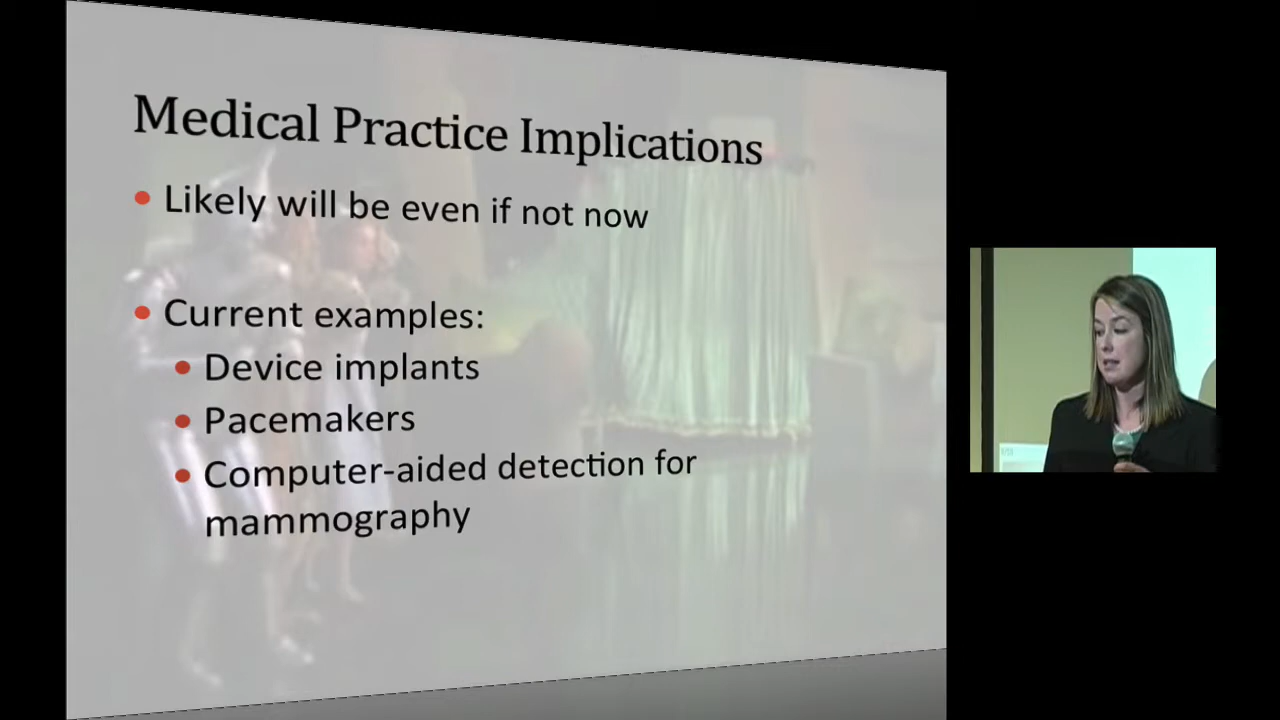 Medical Practice Implications
Likely will be even if not now
Current examples:
Device implants
Pacemakers
Computer-aided detection for
mammography